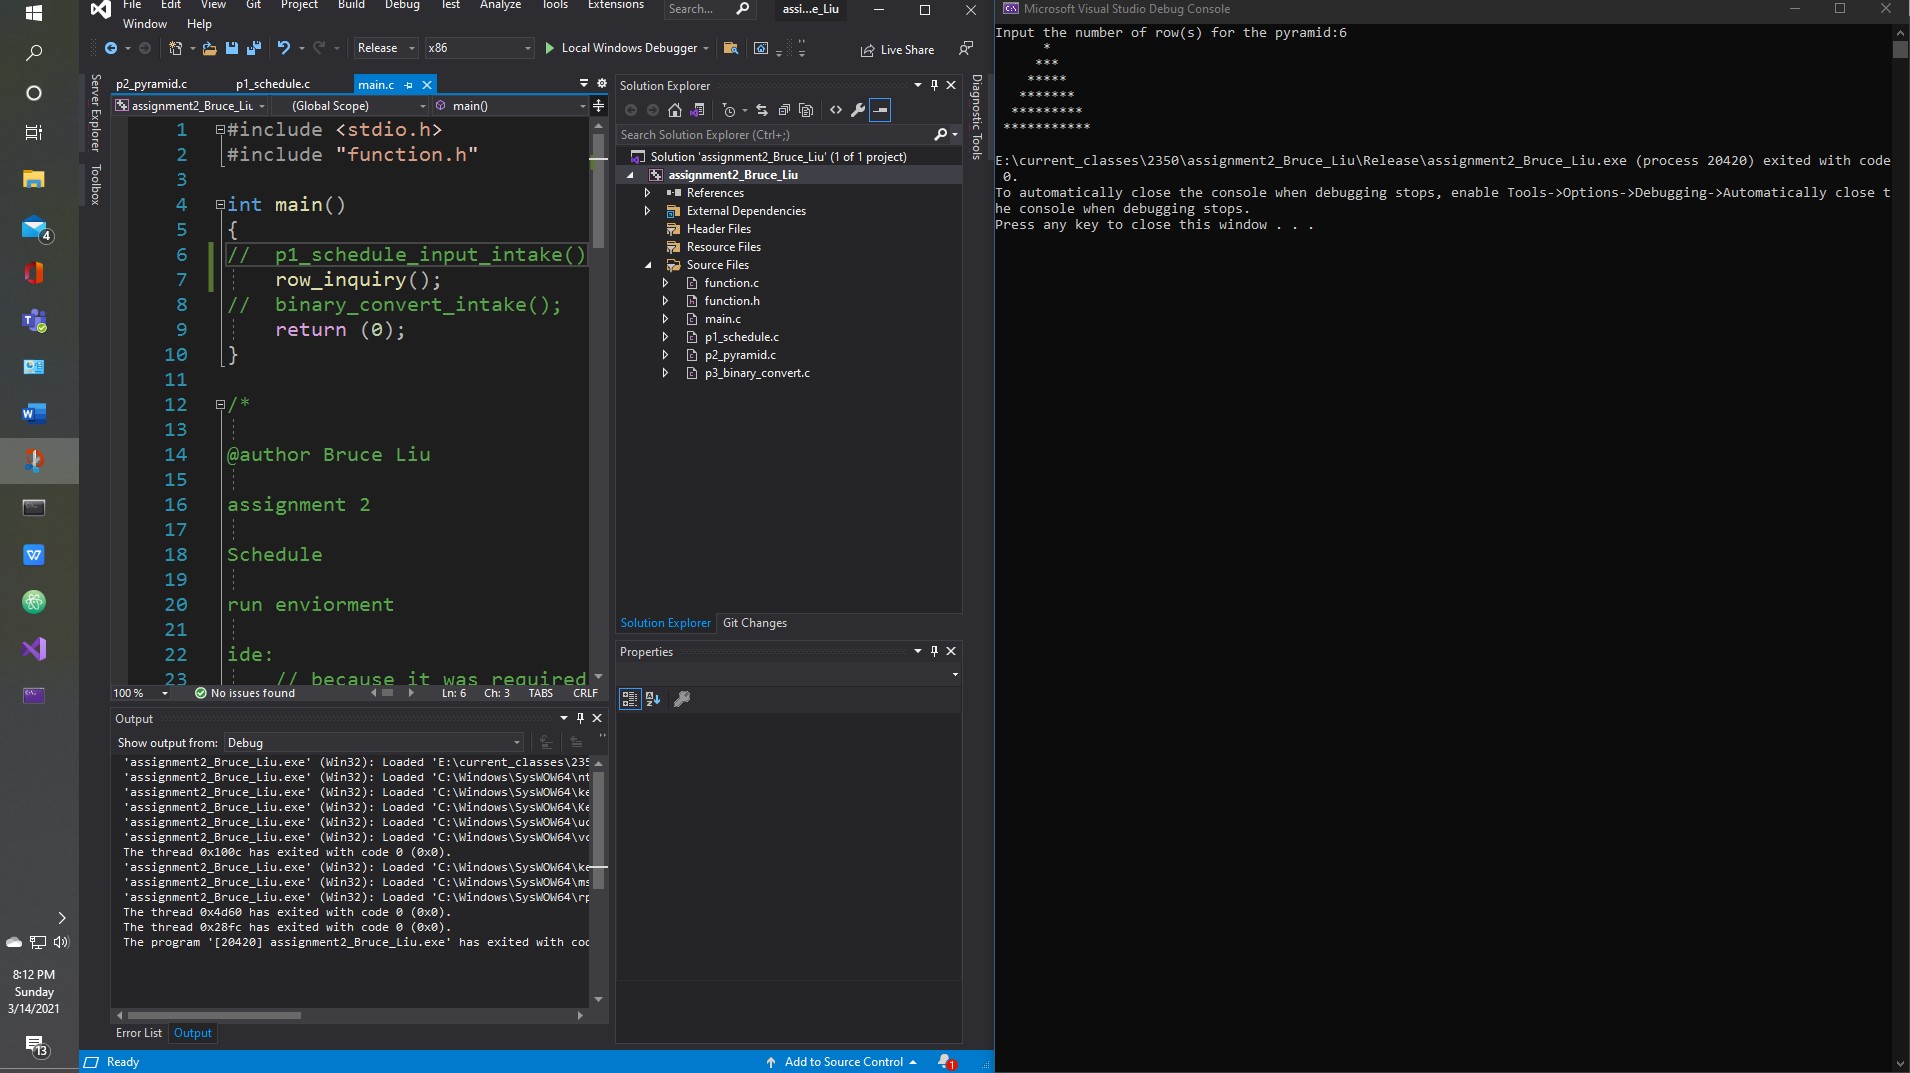 File Edit View Git Project Build Debug Test Analyze Tools Extensions
Window Help
Search...
assi...e_Liu
Release x86 Local Windows Debugger Live Share
Server Explorer
Toolbox
p2_pyramid.c p1_schedule.c main.c
assignment2_Bruce_Liu (Global Scope) main()
1 #include <stdio.h>
2 #include "function.h"
3
4 int main()
5 {
6 // p1_schedule_input_intake()
7 row_inquiry();
8 // binary_convert_intake();
9 return (0);
10 }
11
12 /*
13
14 @author Bruce Liu
15
16 assignment 2
17
18 Schedule
19
20 run enviorment
21
22 ide:
23 // because it was required
100 % No issues found Ln: 6 Ch: 3 TABS CRLF
Output
Show output from: Debug
'assignment2_Bruce_Liu.exe' (Win32): Loaded 'E:\current_classes\235
'assignment2_Bruce_Liu.exe' (Win32): Loaded 'C:\Windows\SysWOW64\nt
'assignment2_Bruce_Liu.exe' (Win32): Loaded 'C:\Windows\SysWOW64\ke
'assignment2_Bruce_Liu.exe' (Win32): Loaded 'C:\Windows\SysWOW64\Ke
'assignment2_Bruce_Liu.exe' (Win32): Loaded 'C:\Windows\SysWOW64\uc
'assignment2_Bruce_Liu.exe' (Win32): Loaded 'C:\Windows\SysWOW64\vc
The thread 0x100c has exited with code 0 (0x0).
'assignment2_Bruce_Liu.exe' (Win32): Loaded 'C:\Windows\SysWOW64\ke
'assignment2_Bruce_Liu.exe' (Win32): Loaded 'C:\Windows\SysWOW64\ms
'assignment2_Bruce_Liu.exe' (Win32): Loaded 'C:\Windows\SysWOW64\rp
The thread 0x4d60 has exited with code 0 (0x0).
The thread 0x28fc has exited with code 0 (0x0).
The program '[20420] assignment2_Bruce_Liu.exe' has exited with cod
Error List Output
Ready
Add to Source Control
1
Solution Explorer
Search Solution Explorer (Ctrl+;)
Solution 'assignment2_Bruce_Liu' (1 of 1 project)
assignment2_Bruce_Liu
References
External Dependencies
Header Files
Resource Files
Source Files
function.c
function.h
main.c
p1_schedule.c
p2_pyramid.c
p3_binary_convert.c
Solution Explorer Git Changes
Properties
Diagnostic Tools
Microsoft Visual Studio Debug Console
Input the number of row(s) for the pyramid:6
*
***
*****
*******
*********
***********
E:\current_classes\2350\assignment2_Bruce_Liu\Release\assignment2_Bruce_Liu.exe (process 20420) exited with code
0.
To automatically close the console when debugging stops, enable Tools->Options->Debugging->Automatically close t
he console when debugging stops.
Press any key to close this window . . .
4
8:12 PM
Sunday
3/14/2021
13